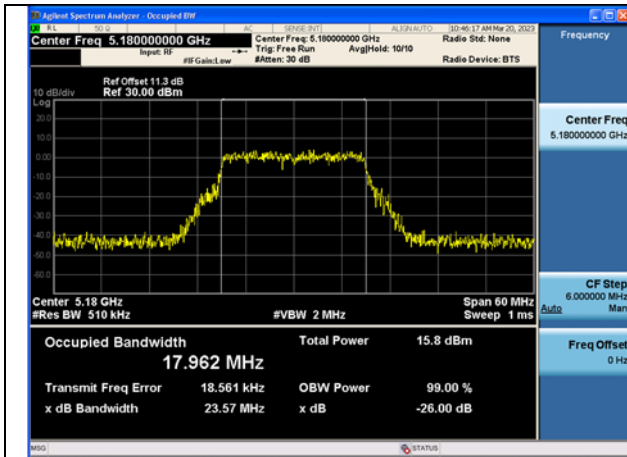 Agilent Spectrum Analyzer - Occupied BW
RL 50 Ω AC SENSE:INT ALIGNAUTO 10:46:17 AM Mar 20, 2023
Center Freq 5.180000000 GHz
Center Freq: 5.180000000 GHz
Radio Std: None
Input: RF
Trig: Free Run
Avg|Hold: 10/10
#IFGain:Low
#Atten: 30 dB
Radio Device: BTS
Ref Offset 11.3 dB
10 dB/div Ref 30.00 dBm
Log
20.0
10.0
0.00
-10.0
-20.0
-30.0
-40.0
-50.0
-60.0
Center 5.18 GHz Span 60 MHz
#Res BW 510 kHz #VBW 2 MHz Sweep 1 ms
Occupied Bandwidth Total Power 15.8 dBm
17.962 MHz
Transmit Freq Error 18.561 kHz OBW Power 99.00 %
x dB Bandwidth 23.57 MHz x dB -26.00 dB
MSG STATUS
Frequency
Center Freq
5.180000000 GHz
CF Step
6.000000 MHz
Auto Man
Freq Offset
0 Hz